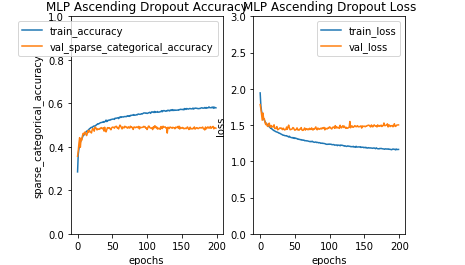 MLP Ascending Dropout Accuracy
1.0
0.8
0.6
0.4
0.2
0.0
sparse_categorical_accuracy
train_accuracy
val_sparse_categorical_accuracy
0
50
100
150
200
epochs
MLP Ascending Dropout Loss
3.0
2.5
2.0
1.5
1.0
0.5
0.0
loss
train_loss
val_loss
0
50
100
150
200
epochs